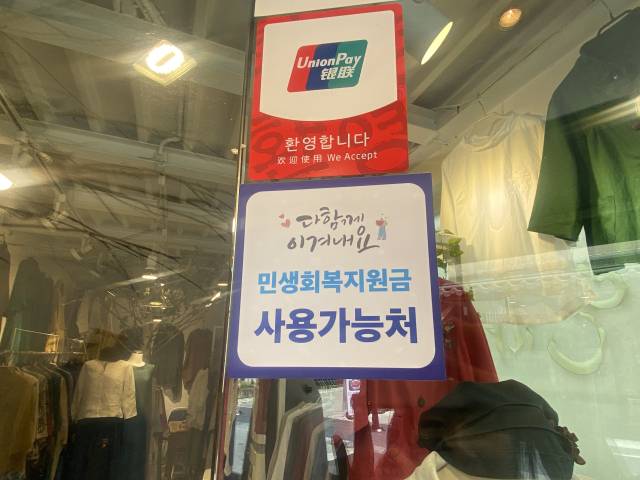 UnionPay
银联
환영합니다
欢迎使用 We Accept
다함께
이겨내요
민생회복지원금
사용가능처